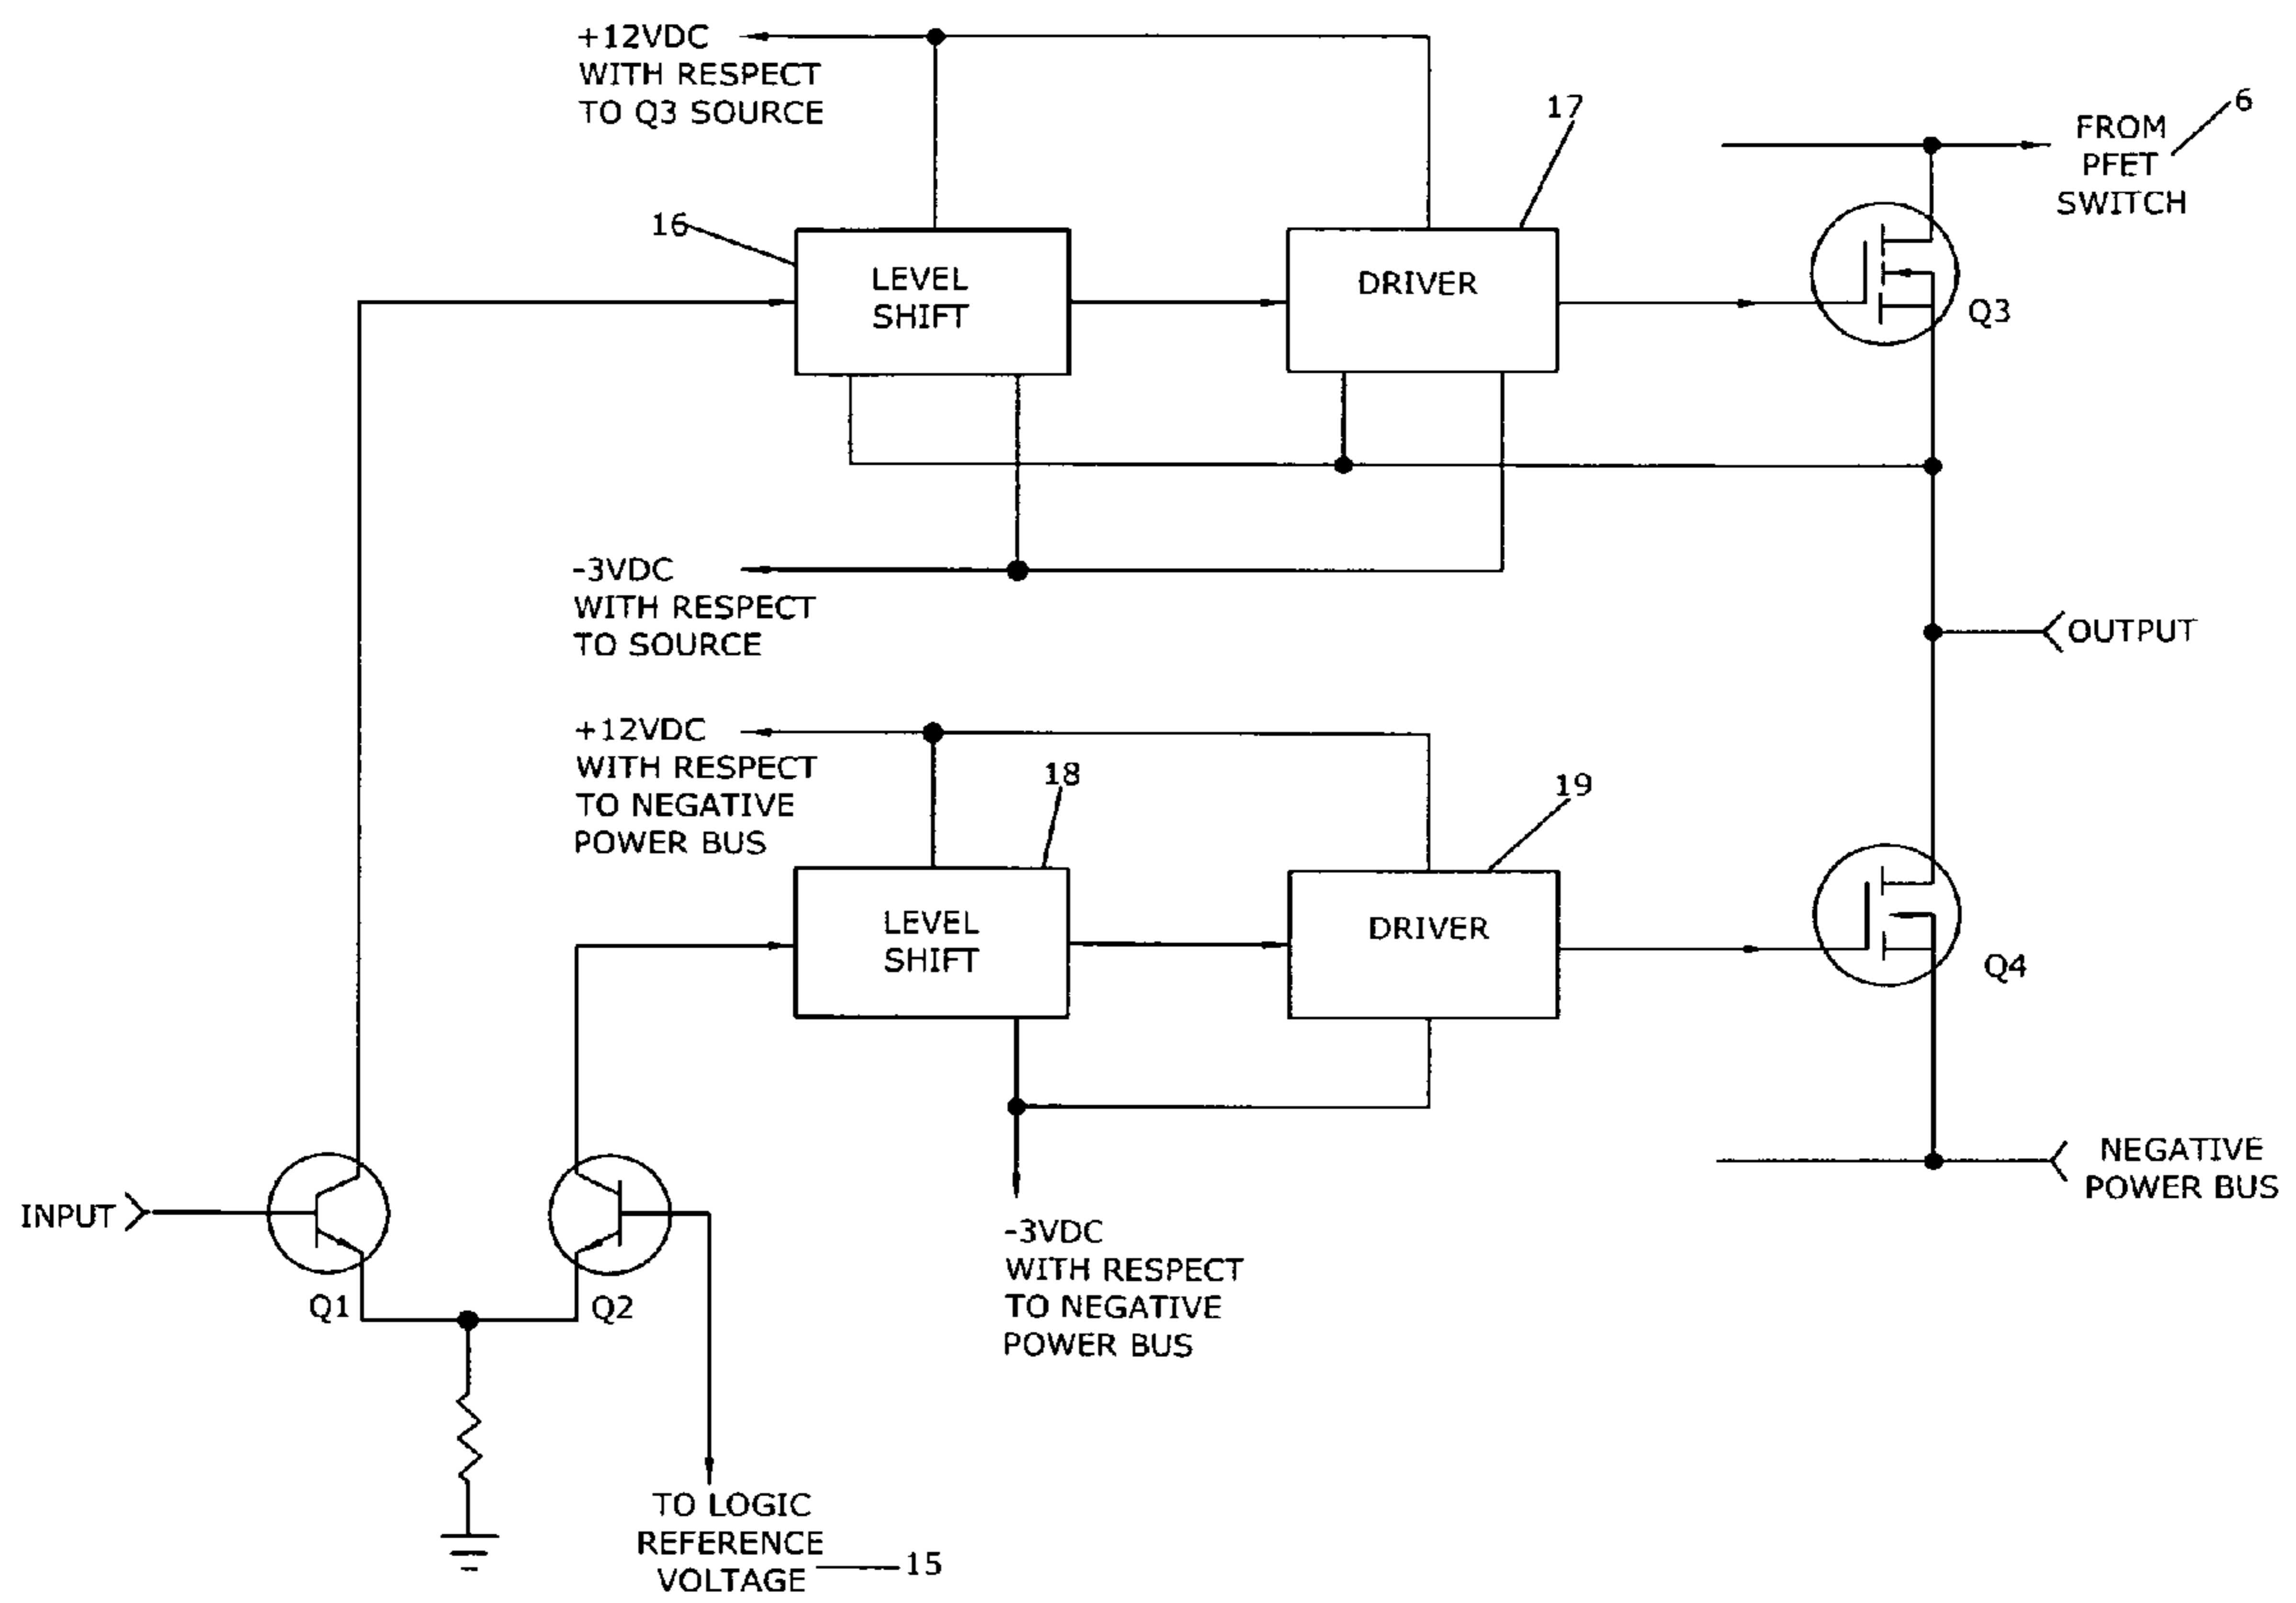 +12VDC
WITH RESPECT
TO Q3 SOURCE
17
6
FROM
PFET
SWITCH
16
LEVEL
SHIFT
DRIVER
Q3
-3VDC
WITH RESPECT
TO SOURCE
OUTPUT
+12VDC
WITH RESPECT
TO NEGATIVE
POWER BUS
18
19
LEVEL
SHIFT
DRIVER
Q4
NEGATIVE
POWER BUS
INPUT
Q1
Q2
-3VDC
WITH RESPECT
TO NEGATIVE
POWER BUS
TO LOGIC
REFERENCE
VOLTAGE
15